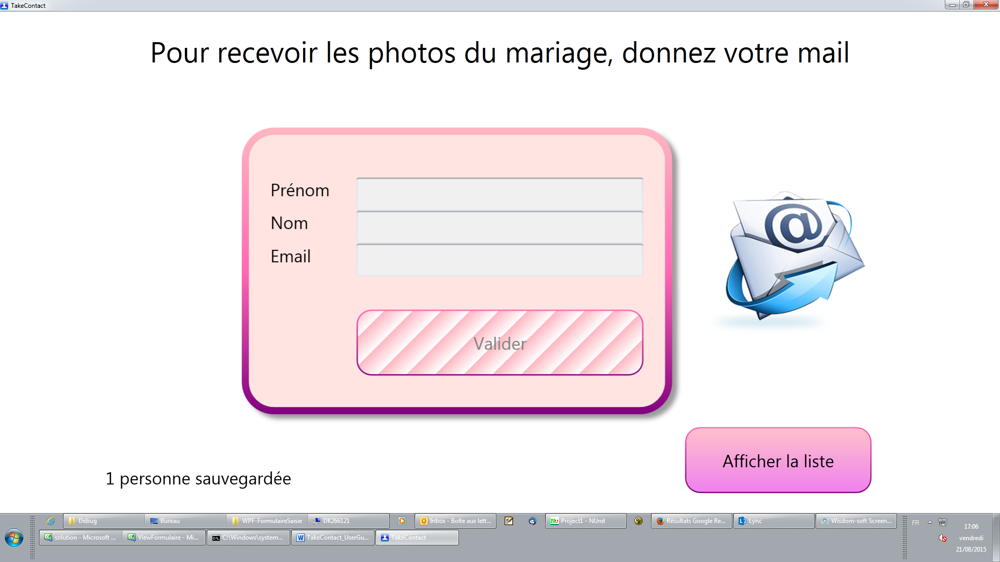 TakeContact
Pour recevoir les photos du mariage, donnez votre mail
Prénom
Nom
Email
@
Valider
Afficher la liste
1 personne sauvegardée
Debug
Bureau
WPF-FormulaireSaisie
DK266121
Inbox - Boîte aux lett...
Project1 - NUnit
Résultats Google Re...
Lync
Wisdom-soft Screen...
FR
solution - Microsoft ...
ViewFormulaire - Mi...
C:\Windows\system...
TakeContact_UserGu...
TakeContact
17:06
vendredi
21/08/2015